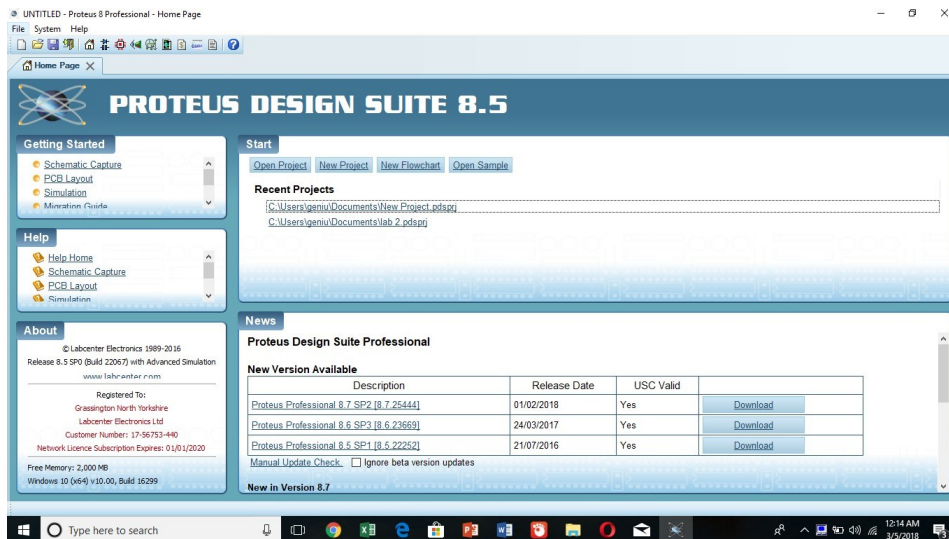 UNTITLED - Proteus 8 Professional - Home Page
File System Help
Home Page
PROTEUS DESIGN SUITE 8.5
Getting Started
Schematic Capture
PCB Layout
Simulation
Migration Guide
Help
Help Home
Schematic Capture
PCB Layout
Simulation
About
© Labcenter Electronics 1989-2016
Release 8.5 SP0 (Build 22067) with Advanced Simulation
www.labcenter.com
Registered To:
Grassington North Yorkshire
Labcenter Electronics Ltd
Customer Number: 17-56753-440
Network Licence Subscription Expires: 01/01/2020
Free Memory: 2,000 MB
Windows 10 (x64) v10.00, Build 16299
Start
Open Project New Project New Flowchart Open Sample
Recent Projects
C:\Users\geniu\Documents\New Project.pdsprj
C:\Users\geniu\Documents\lab 2.pdsprj
News
Proteus Design Suite Professional
New Version Available
Description Release Date USC Valid
Proteus Professional 8.7 SP2 [8.7.25444] 01/02/2018 Yes Download
Proteus Professional 8.6 SP3 [8.6.23669] 24/03/2017 Yes Download
Proteus Professional 8.5 SP1 [8.5.22252] 21/07/2016 Yes Download
Manual Update Check. Ignore beta version updates
New in Version 8.7
Type here to search
12:14 AM
3/5/2018